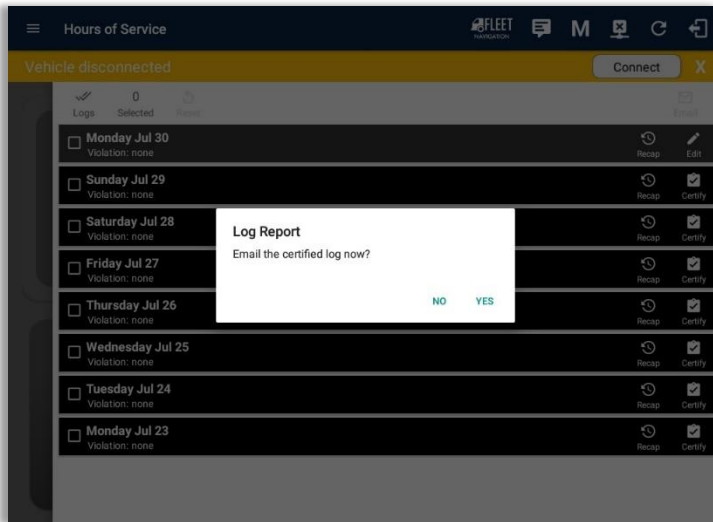 Hours of Service
FLEET
NAVIGATION
M
Vehicle disconnected
Connect
X
Logs
0
Selected
Reset
Email
Monday Jul 30
Violation: none
Recap
Edit
Sunday Jul 29
Violation: none
Recap
Certify
Saturday Jul 28
Violation: none
Recap
Certify
Friday Jul 27
Violation: none
Recap
Certify
Thursday Jul 26
Violation: none
Recap
Certify
Wednesday Jul 25
Violation: none
Recap
Certify
Tuesday Jul 24
Violation: none
Recap
Certify
Monday Jul 23
Violation: none
Recap
Certify
Log Report
Email the certified log now?
NO
YES